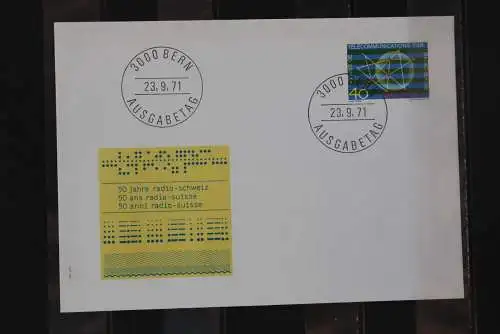 3000 BERN
23.9.71
AUSGABETAG
TELECOMMUNICATIONS
40
3000
23.9.71
AUSGABETAG
50 jahre radio-schweiz
50 ans radio-suisse
50 anni radio-suisse